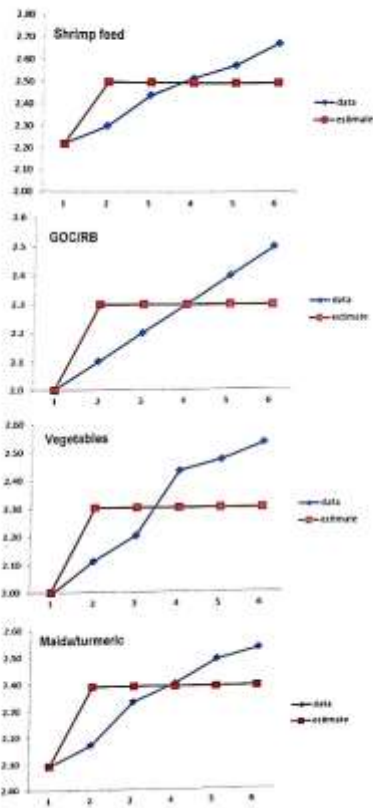 2.80
Shrimp feed
2.70
2.60
2.50
2.40
2.30
2.20
2.10
2.00
data
estimate
1 2 3 4 5 6
2.6
GOC/RB
2.5
2.4
2.3
2.2
2.1
2.0
data
estimate
1 2 3 4 5 6
2.60
Vegetables
2.50
2.40
2.30
2.20
2.10
2.00
data
estimate
1 2 3 4 5 6
2.60
Maida/turmeric
2.50
2.40
2.30
2.20
2.10
2.00
data
estimate
1 2 3 4 5 6